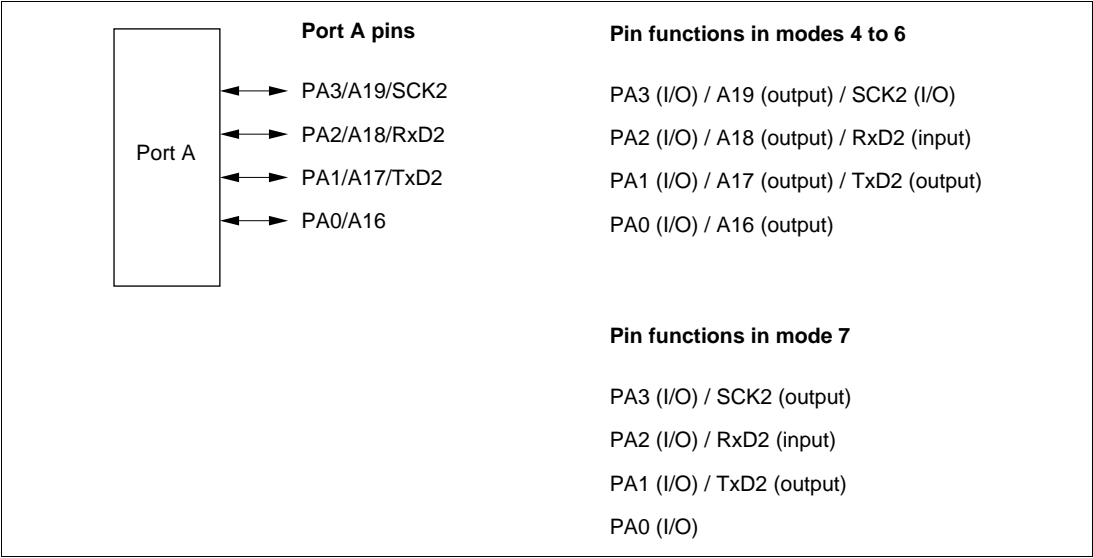 Port A
Port A pins
PA3/A19/SCK2
PA2/A18/RxD2
PA1/A17/TxD2
PA0/A16
Pin functions in modes 4 to 6
PA3 (I/O) / A19 (output) / SCK2 (I/O)
PA2 (I/O) / A18 (output) / RxD2 (input)
PA1 (I/O) / A17 (output) / TxD2 (output)
PA0 (I/O) / A16 (output)
Pin functions in mode 7
PA3 (I/O) / SCK2 (output)
PA2 (I/O) / RxD2 (input)
PA1 (I/O) / TxD2 (output)
PA0 (I/O)